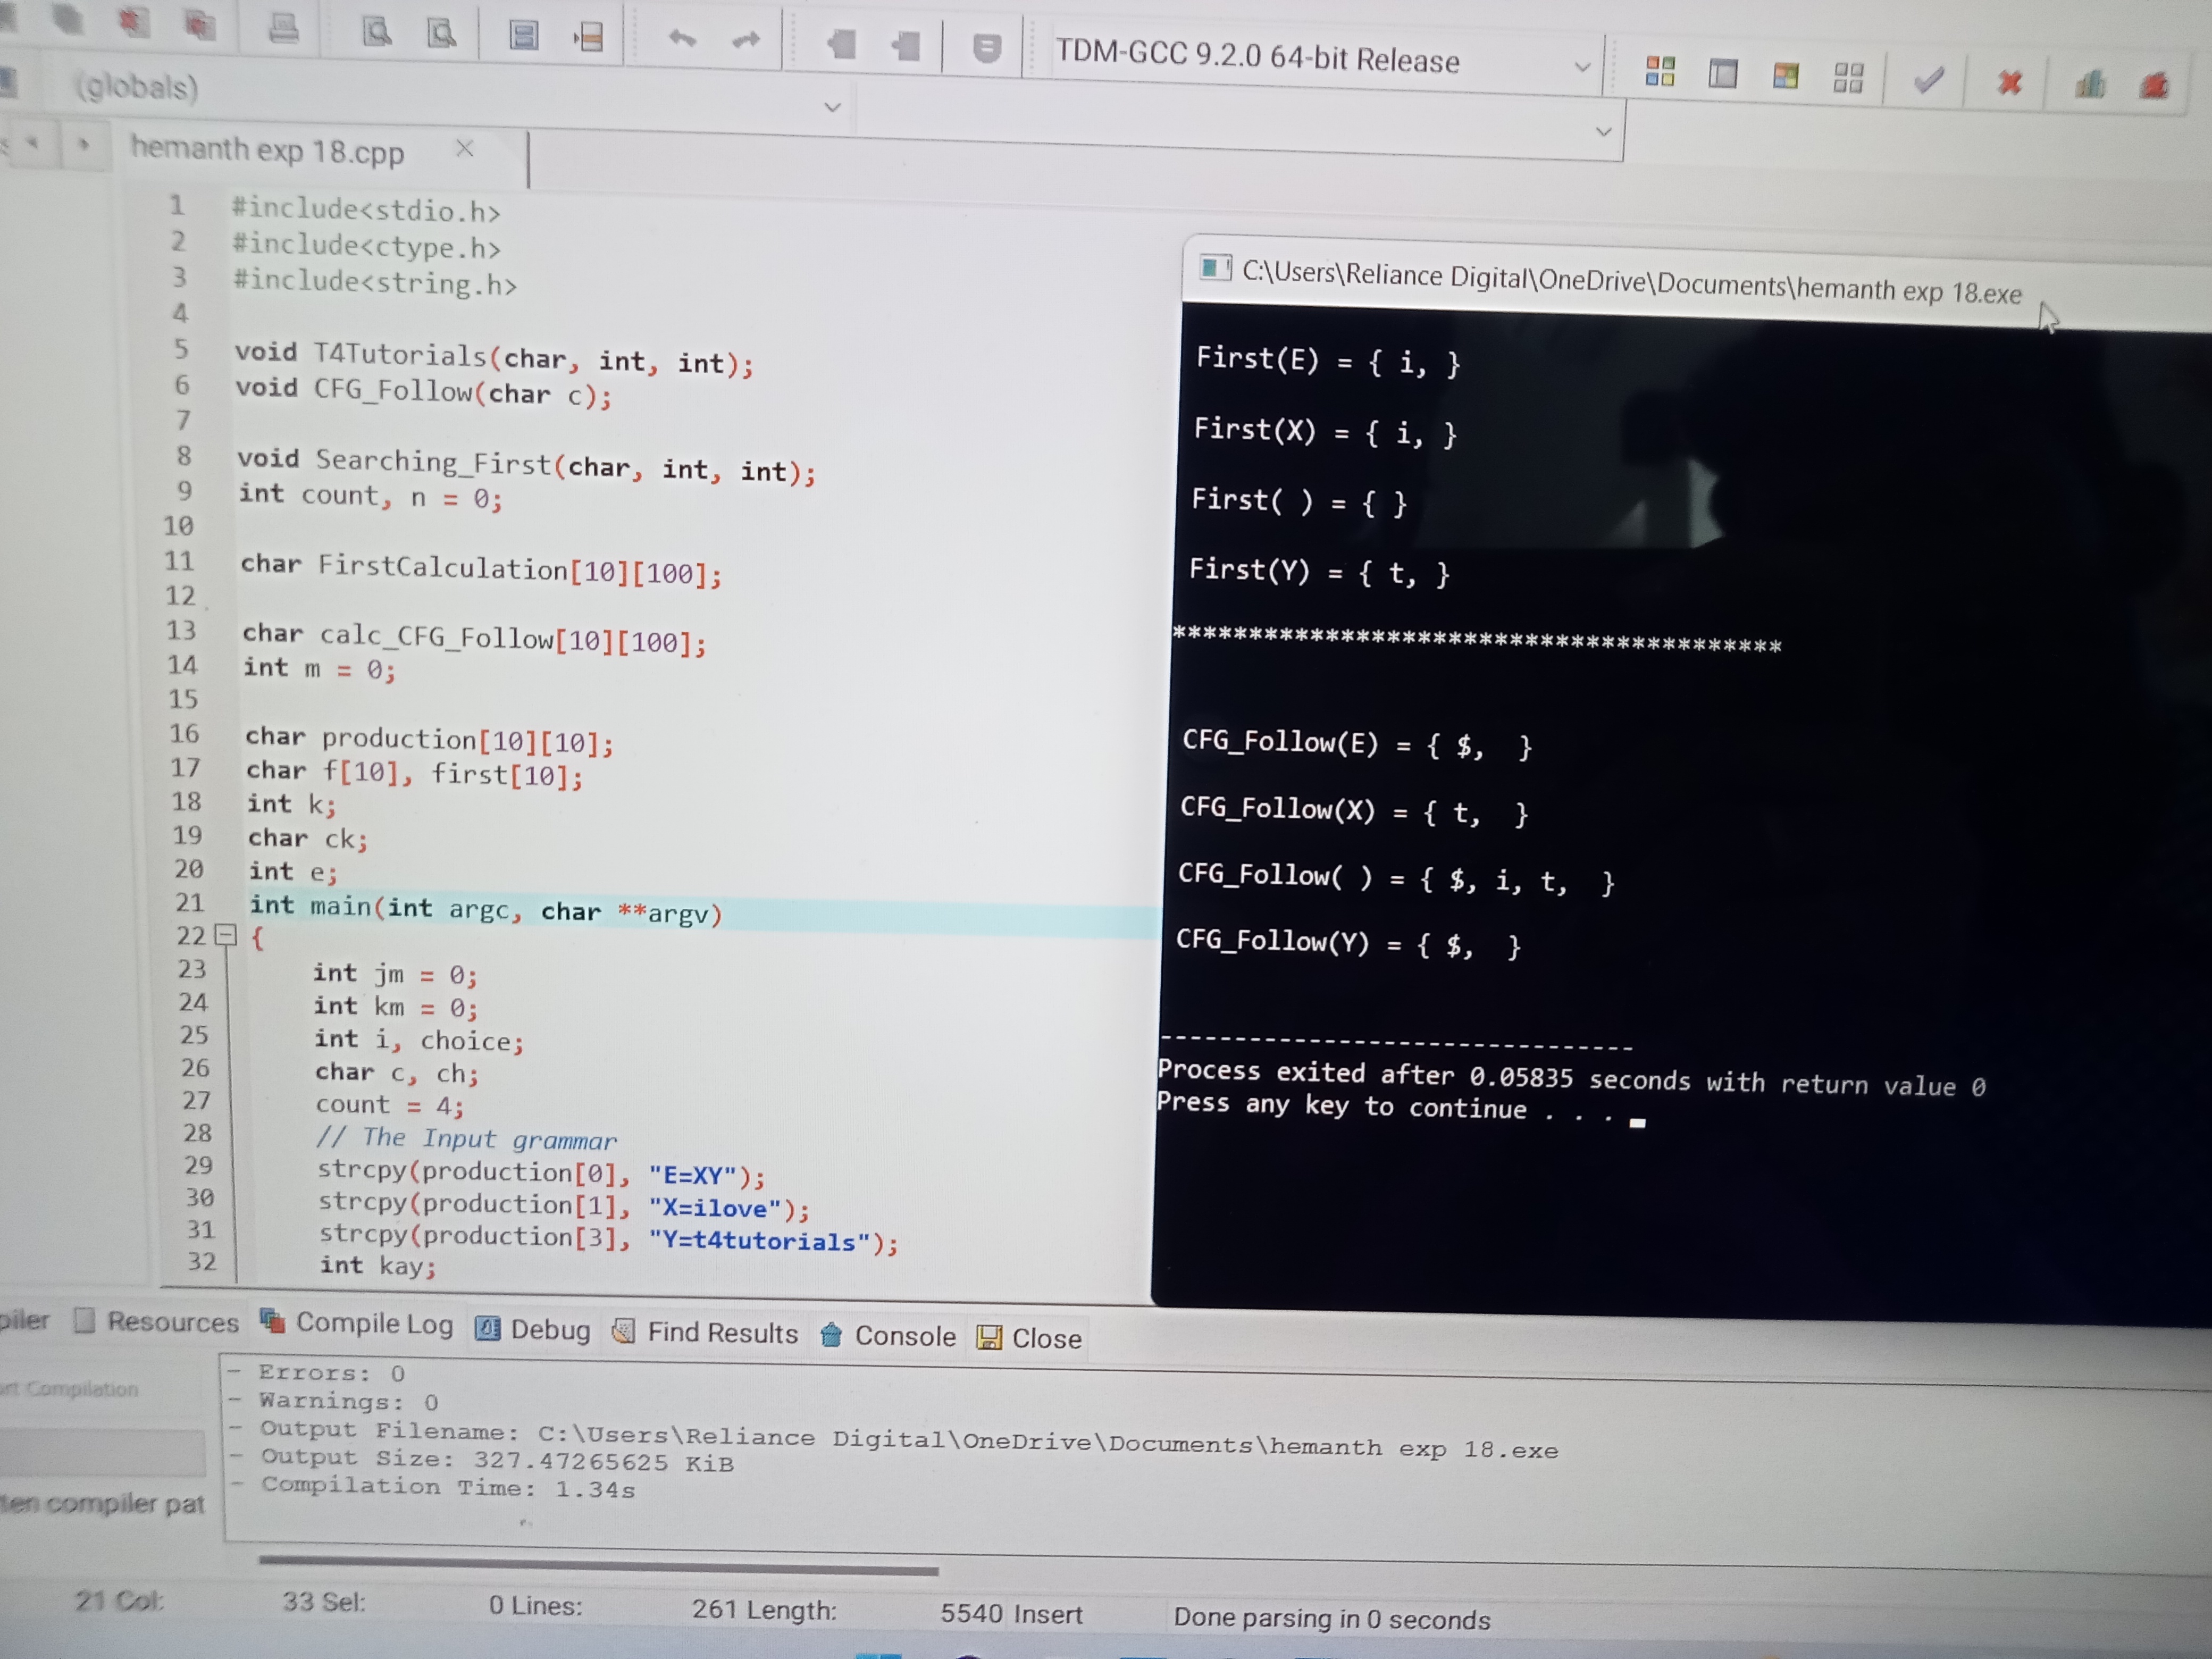 TDM-GCC 9.2.0 64-bit Release
(globals)
hemanth exp 18.cpp
1 #include<stdio.h>
2 #include<ctype.h>
3 #include<string.h>
4
5 void T4Tutorials(char, int, int);
6 void CFG_Follow(char c);
7
8 void Searching_First(char, int, int);
9 int count, n = 0;
10
11 char FirstCalculation[10][100];
12
13 char calc_CFG_Follow[10][100];
14 int m = 0;
15
16 char production[10][10];
17 char f[10], first[10];
18 int k;
19 char ck;
20 int e;
21 int main(int argc, char **argv)
22 {
23 int jm = 0;
24 int km = 0;
25 int i, choice;
26 char c, ch;
27 count = 4;
28 // The Input grammar
29 strcpy(production[0], "E=XY");
30 strcpy(production[1], "X=ilove");
31 strcpy(production[3], "Y=t4tutorials");
32 int kay;
C:\Users\Reliance Digital\OneDrive\Documents\hemanth exp 18.exe
First(E) = { i, }
First(X) = { i, }
First( ) = { }
First(Y) = { t, }
****************************************
CFG_Follow(E) = { $,  }
CFG_Follow(X) = { t,  }
CFG_Follow( ) = { $, i, t,  }
CFG_Follow(Y) = { $,  }
--------------------------------
Process exited after 0.05835 seconds with return value 0
Press any key to continue . . .
piler Resources Compile Log Debug Find Results Console Close
Compilation
ten compiler pat
- Errors: 0
- Warnings: 0
- Output Filename: C:\Users\Reliance Digital\OneDrive\Documents\hemanth exp 18.exe
- Output Size: 327.47265625 KiB
- Compilation Time: 1.34s
21 Col: 33 Sel: 0 Lines: 261 Length: 5540 Insert Done parsing in 0 seconds